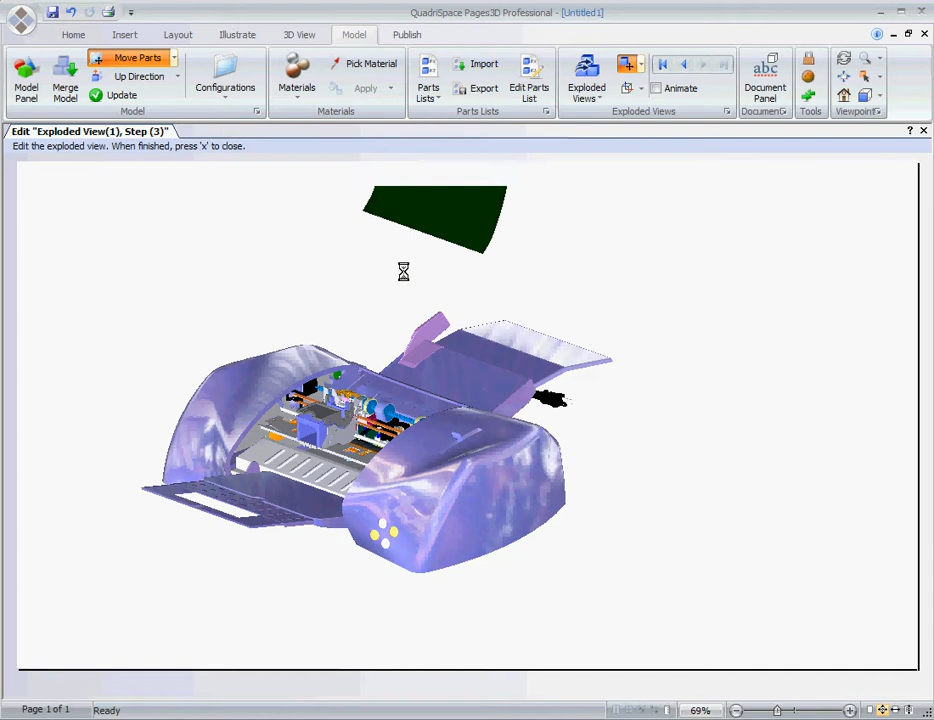 QuadriSpace Pages3D Professional - [Untitled1]
Home Insert Layout Illustrate 3D View Model Publish
Model Panel
Merge Model
Move Parts
Up Direction
Update
Model
Configurations
Materials
Pick Material
Apply
Materials
Parts Lists
Import
Export
Edit Parts List
Parts Lists
Exploded Views
Animate
Exploded Views
abc
Document Panel
Document
Tools
Viewpoint
Edit "Exploded View(1), Step (3)"
Edit the exploded view. When finished, press 'x' to close.
Page 1 of 1 Ready 69%